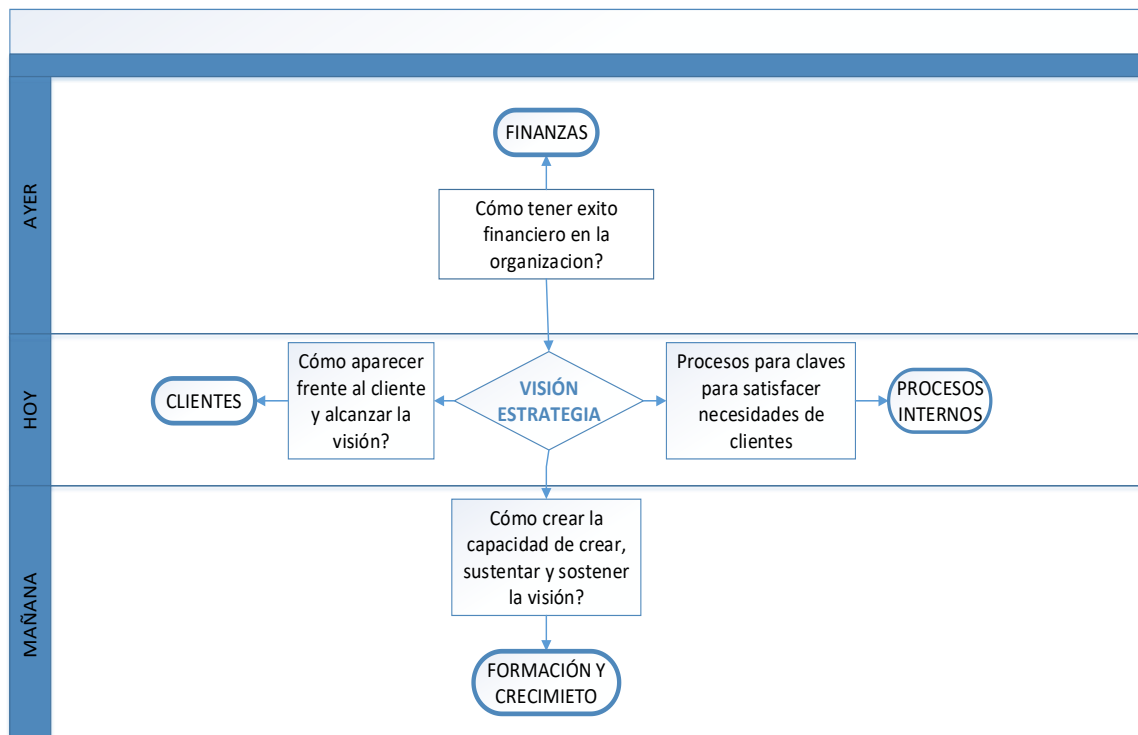 AYER
FINANZAS
Cómo tener exito
financiero en la
organizacion?
HOY
CLIENTES
Cómo aparecer
frente al cliente
y alcanzar la
visión?
VISIÓN
ESTRATEGIA
Procesos para claves
para satisfacer
necesidades de
clientes
PROCESOS
INTERNOS
MAÑANA
Cómo crear la
capacidad de crear,
sustentar y sostener
la visión?
FORMACIÓN Y
CRECIMIETO